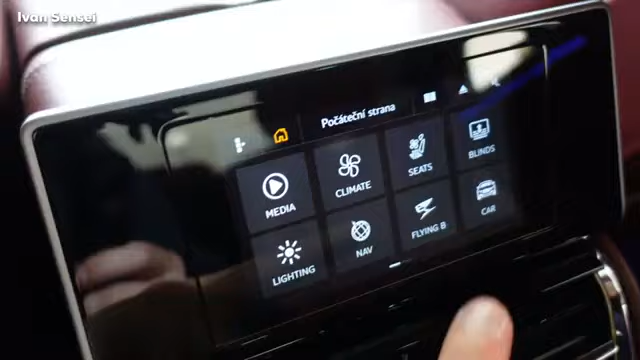 Ivan Sensei
Počáteční strana
MEDIA
CLIMATE
SEATS
BLINDS
LIGHTING
NAV
FLYING B
CAR